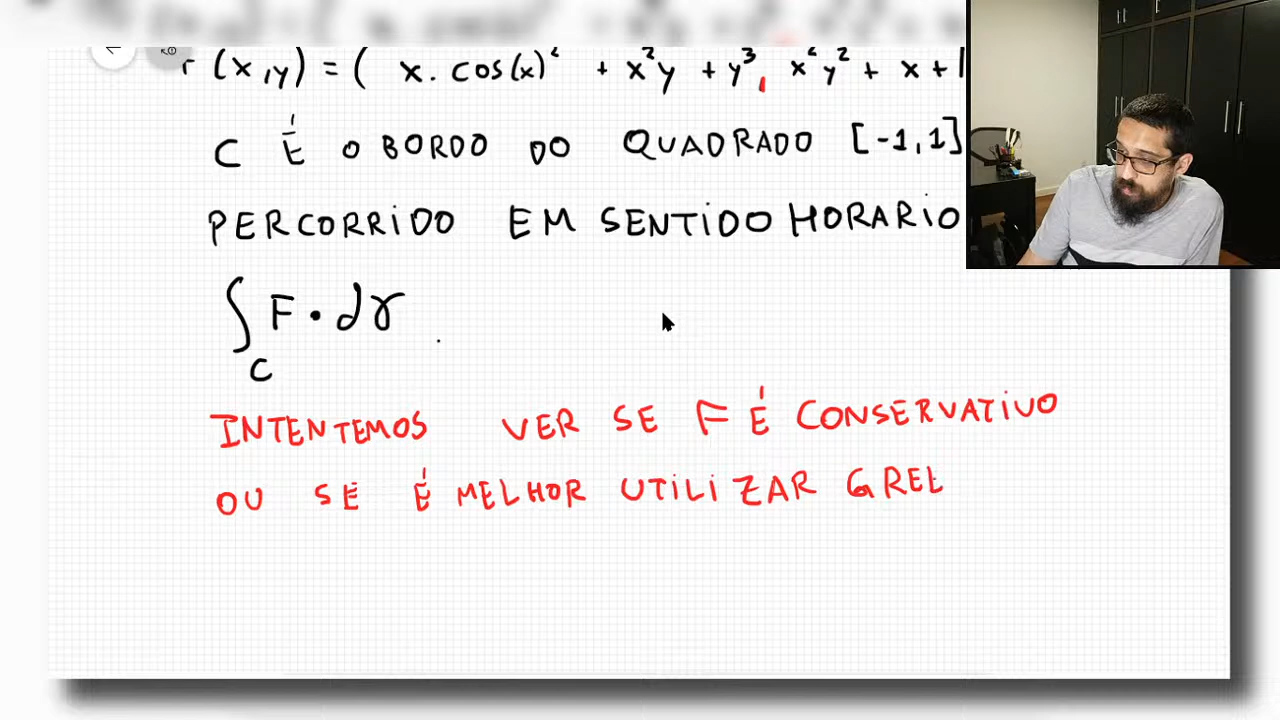 (x,y) = ( x. cos(x)² + x²y + y³, x²y² + x + 1
C É O BORDO DO QUADRADO [-1,1]
PERCORRIDO EM SENTIDO HORARIO
∫ F • dr
C
INTENTEMOS VER SE F É CONSERVATIVO
OU SE É MELHOR UTILIZAR GREE